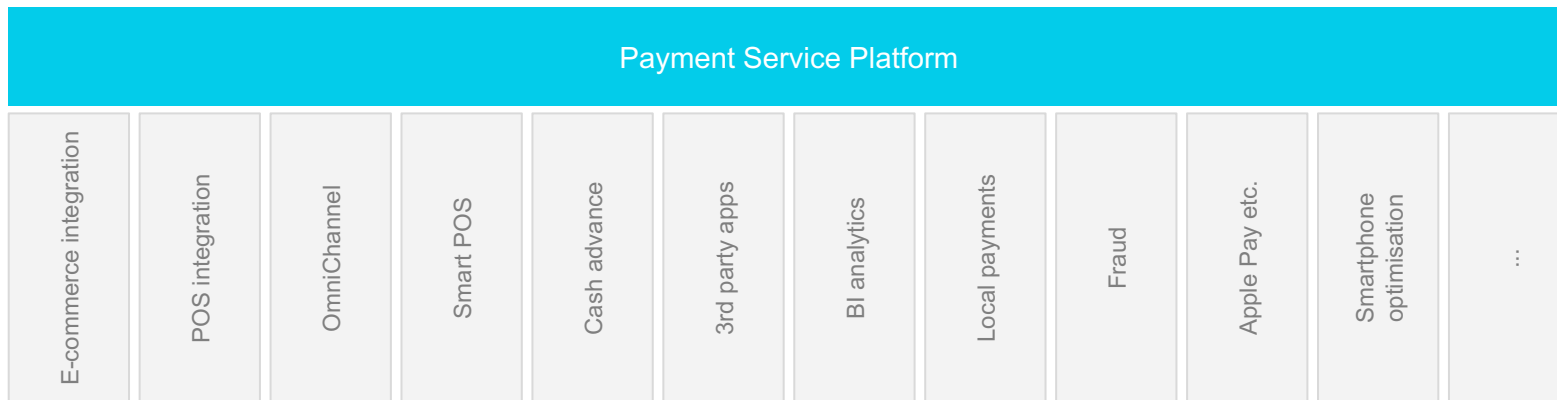 Payment Service Platform
E-commerce integration
POS integration
OmniChannel
Smart POS
Cash advance
3rd party apps
BI analytics
Local payments
Fraud
Apple Pay etc.
Smartphone
optimisation
...